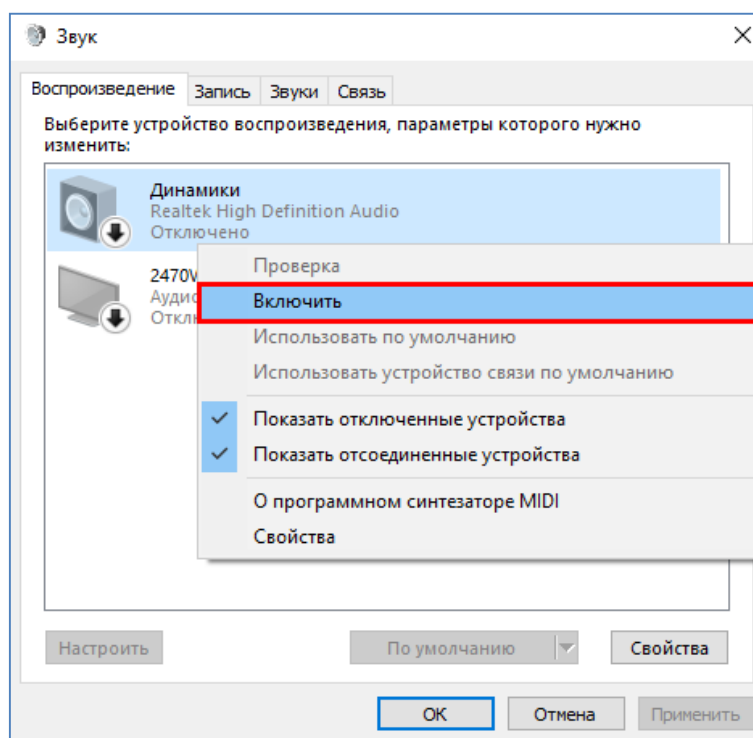 Звук
Воспроизведение Запись Звуки Связь
Выберите устройство воспроизведения, параметры которого нужно
изменить:
Динамики
Realtek High Definition Audio
Отключено
2470V
Проверка
Включить
Использовать по умолчанию
Использовать устройство связи по умолчанию
Показать отключенные устройства
Показать отсоединенные устройства
О программном синтезаторе MIDI
Свойства
Настроить По умолчанию Свойства
OK Отмена Применить